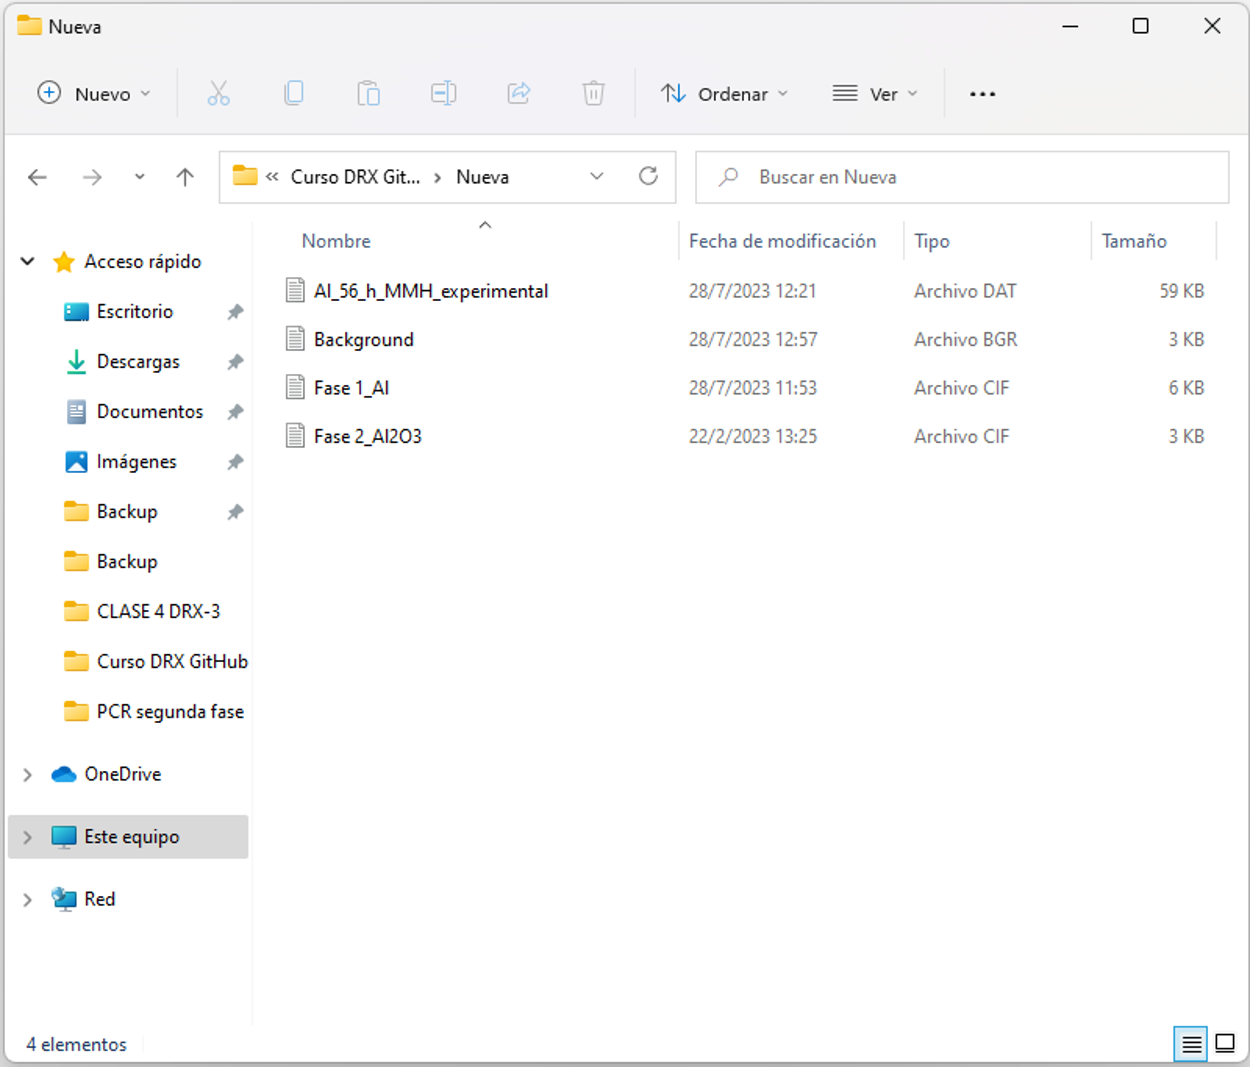 Nueva
Nuevo
Ordenar
Ver
Curso DRX Git... › Nueva
Buscar en Nueva
Nombre Fecha de modificación Tipo Tamaño
Al_56_h_MMH_experimental 28/7/2023 12:21 Archivo DAT 59 KB
Background 28/7/2023 12:57 Archivo BGR 3 KB
Fase 1_Al 28/7/2023 11:53 Archivo CIF 6 KB
Fase 2_Al2O3 22/2/2023 13:25 Archivo CIF 3 KB
Acceso rápido
Escritorio
Descargas
Documentos
Imágenes
Backup
Backup
CLASE 4 DRX-3
Curso DRX GitHub
PCR segunda fase
OneDrive
Este equipo
Red
4 elementos